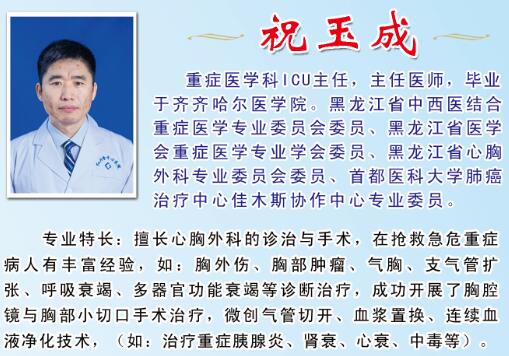 祝玉成
重症医学科ICU主任，主任医师，毕业
于齐齐哈尔医学院。黑龙江省中西医结合
重症医学专业委员会委员、黑龙江省医学
会重症医学专业学会委员、黑龙江省心胸
外科专业委员会委员、首都医科大学肺癌
治疗中心佳木斯协作中心专业委员。
专业特长：擅长心胸外科的诊治与手术，在抢救急危重症
病人有丰富经验，如：胸外伤、胸部肿瘤、气胸、支气管扩
张、呼吸衰竭、多器官功能衰竭等诊断治疗，成功开展了胸腔
镜与胸部小切口手术治疗，微创气管切开、血浆置换、连续血
液净化技术，（如：治疗重症胰腺炎、肾衰、心衰、中毒等）。